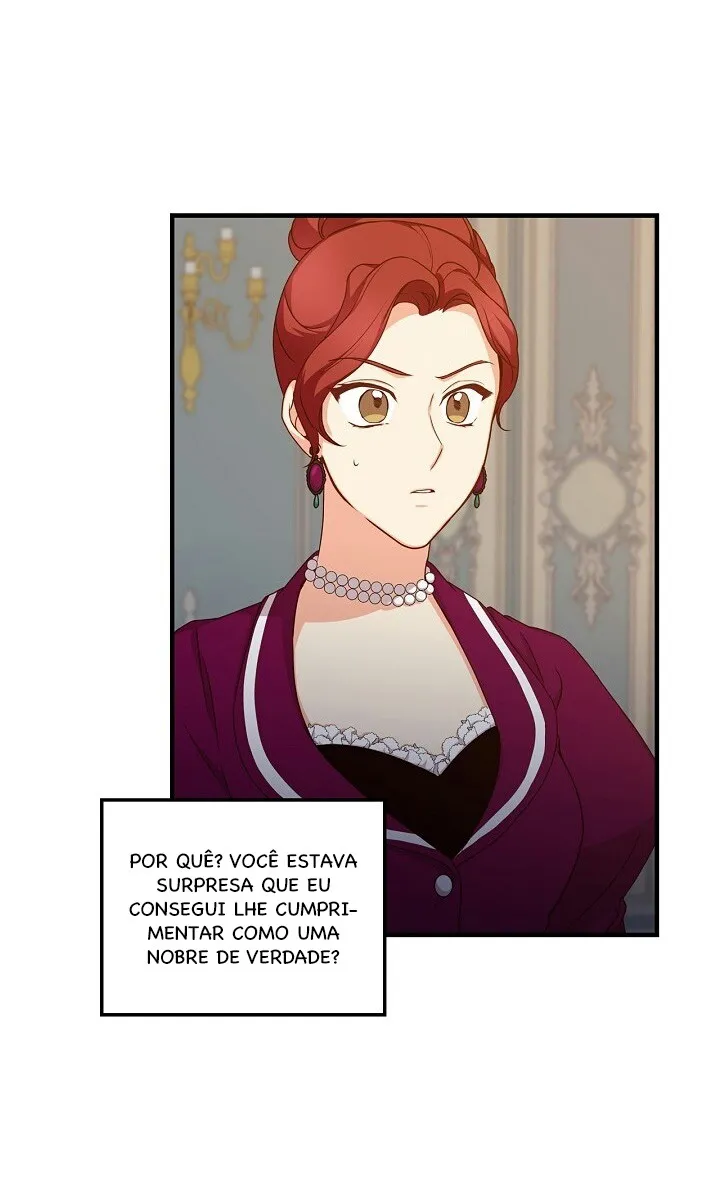 POR QUÊ? VOCÊ ESTAVA
SURPRESA QUE EU
CONSEGUI LHE CUMPRI-
MENTAR COMO UMA
NOBRE DE VERDADE?